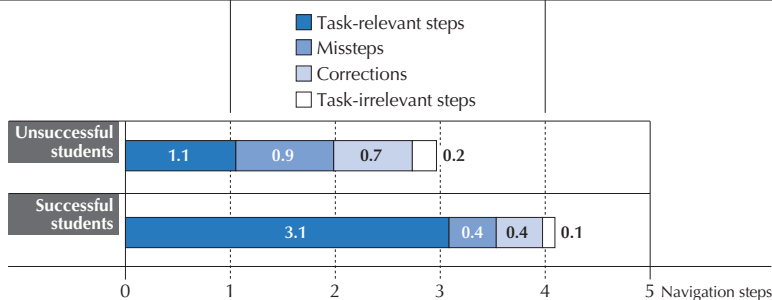 Task-relevant steps
Missteps
Corrections
Task-irrelevant steps
Unsuccessful
students
1.1 0.9 0.7 0.2
Successful
students
3.1 0.4 0.4 0.1
0 1 2 3 4 5 Navigation steps